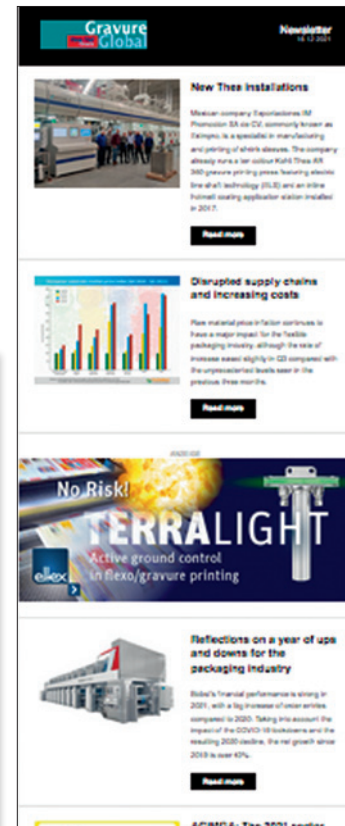 Gravure
Global
Newsletter
16.12.2021
New Thea installations
Mexican company Exportaciones IM
Promoción SA de CV, commonly known as
is a specialist in manufacturing
and printing of shrink sleeves. The company
already runs a ten colour Kohli Thea AR
360 gravure printing press featuring electric
line shaft technology (ELS) and an inline
hotmelt coating application station installed
in 2017.
Read more
Disrupted supply chains
and increasing costs
Raw material price inflation continues to
have a major impact for the flexible
packaging industry, although the rate of
increase eased slightly in Q3 compared with
the unprecedented levels seen in the
previous three months.
Read more
ANZEIGE
No Risk!
TERRALIGHT
Active ground control
in flexo/gravure printing
eltex
Reflections on a year of ups
and downs for the
packaging industry
Bobst's financial performance is strong in
2021, with a big increase of order entries
compared to 2020. Taking into account the
impact of the COVID-19 lockdowns and the
resulting 2020 decline, the net growth since
2019 is over 40%.
Read more
The 2021